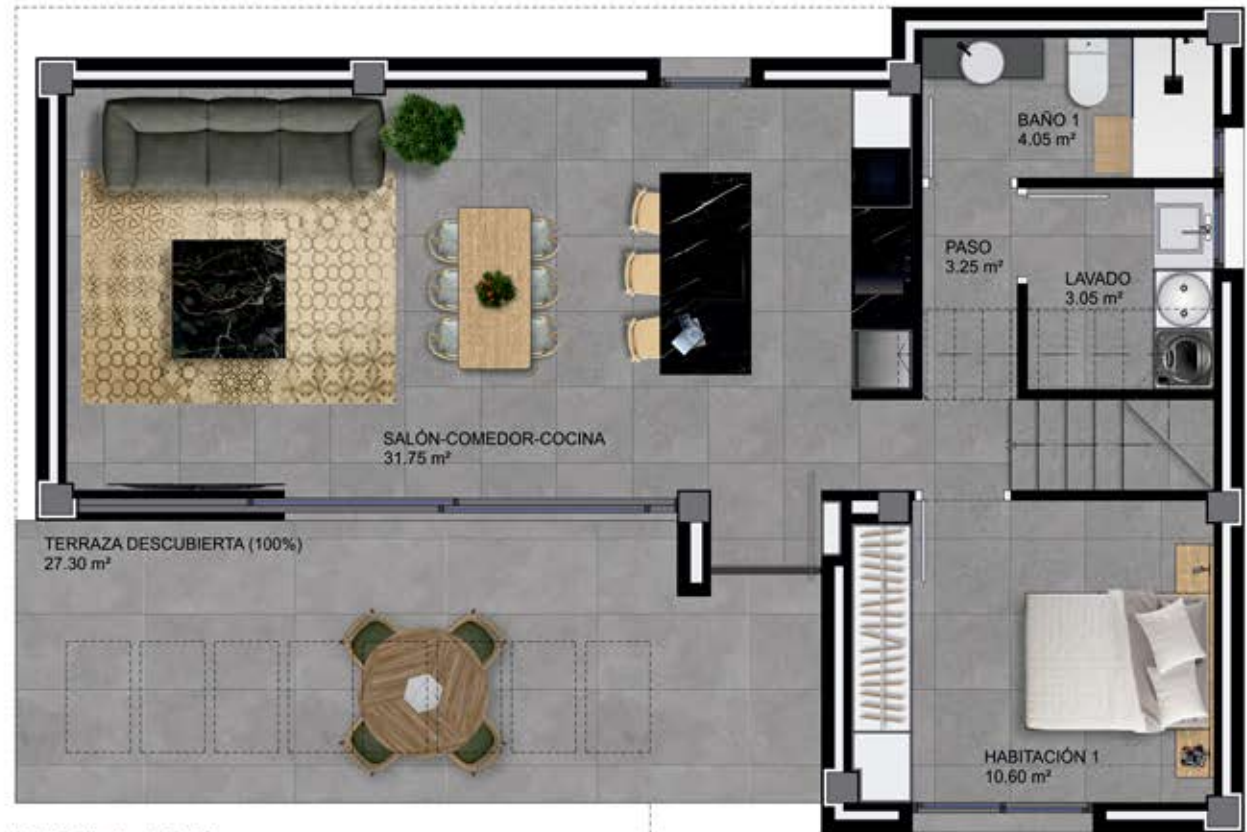 BAÑO 1
4.05 m²
PASO
3.25 m²
LAVADO
3.05 m²
SALÓN-COMEDOR-COCINA
31.75 m²
TERRAZA DESCUBIERTA (100%)
27.30 m²
HABITACIÓN 1
10.60 m²